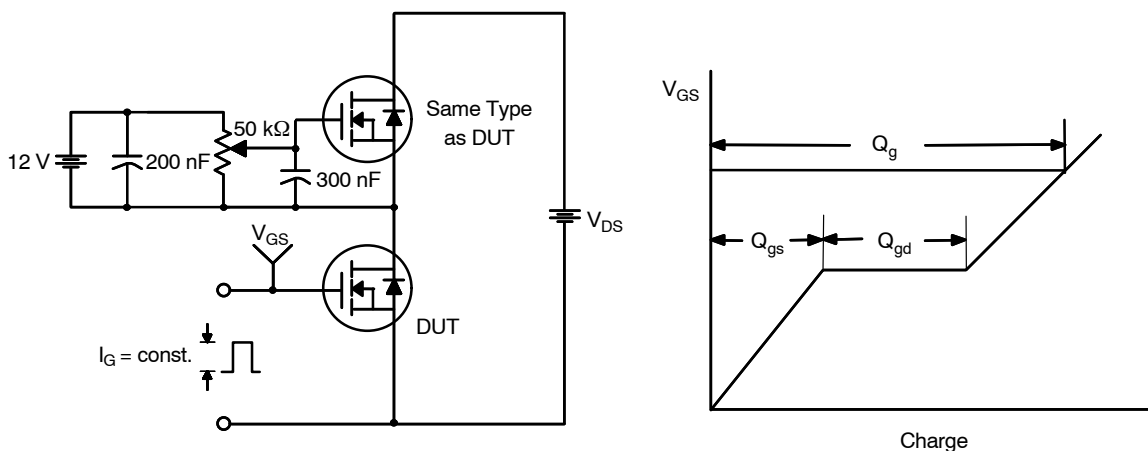 Same Type
as DUT
12 V
200 nF
50 kΩ
300 nF
V_DS
V_GS
DUT
I_G = const.
V_GS
Q_g
Q_gs
Q_gd
Charge